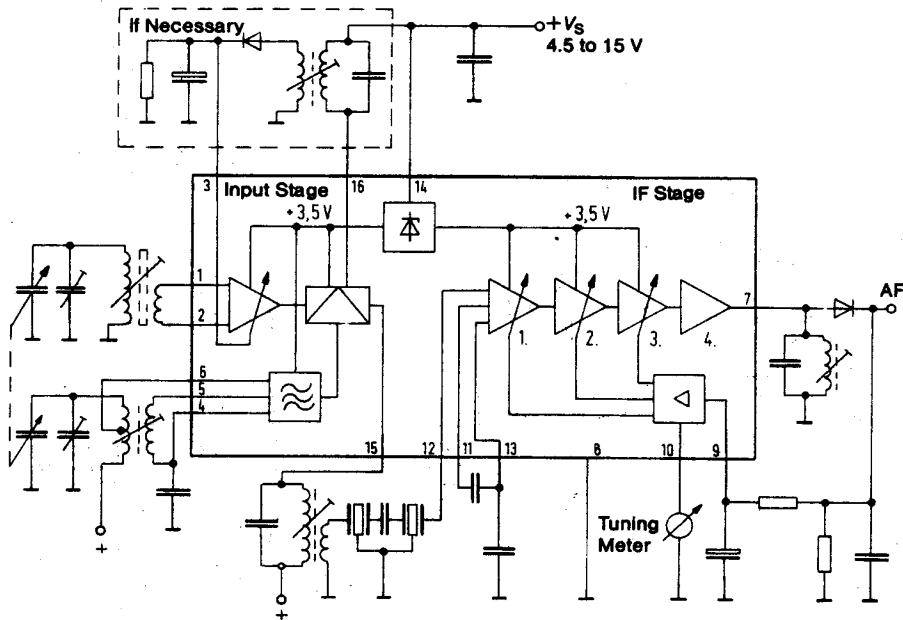 If Necessary
+VS
4.5 to 15 V
3
Input Stage
16
14
IF Stage
+3,5 V
+3,5 V
1
2
6
5
4
1.
2.
3.
4.
7
AF
15
12
11
13
8
10
9
Tuning
Meter
+
+